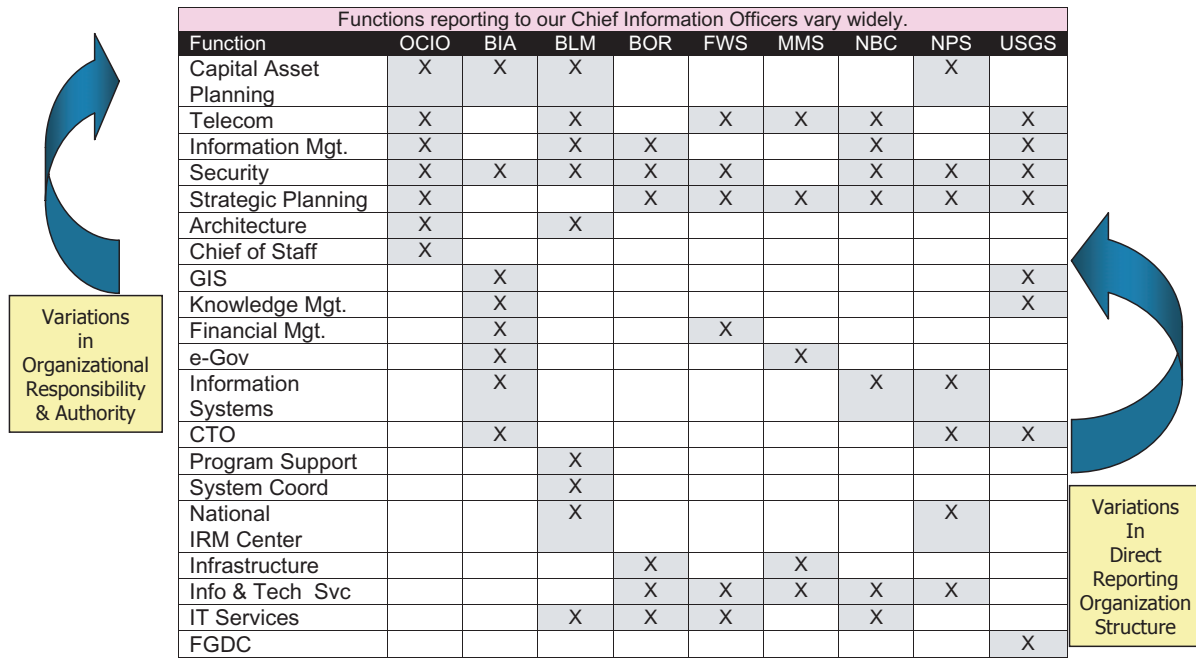 Functions reporting to our Chief Information Officers vary widely.
Function OCIO BIA BLM BOR FWS MMS NBC NPS USGS
Capital Asset X X X X
Planning
Telecom X X X X X X
Information Mgt. X X X X X
Security X X X X X X X X
Strategic Planning X X X X X X X
Architecture X X
Chief of Staff X
GIS X X
Knowledge Mgt. X X
Financial Mgt. X X
e-Gov X X
Information X X X
Systems
CTO X X X
Program Support X
System Coord X
National X X
IRM Center
Infrastructure X X
Info & Tech Svc X X X X X
IT Services X X X X
FGDC X
Variations
in
Organizational
Responsibility
& Authority
Variations
In
Direct
Reporting
Organization
Structure